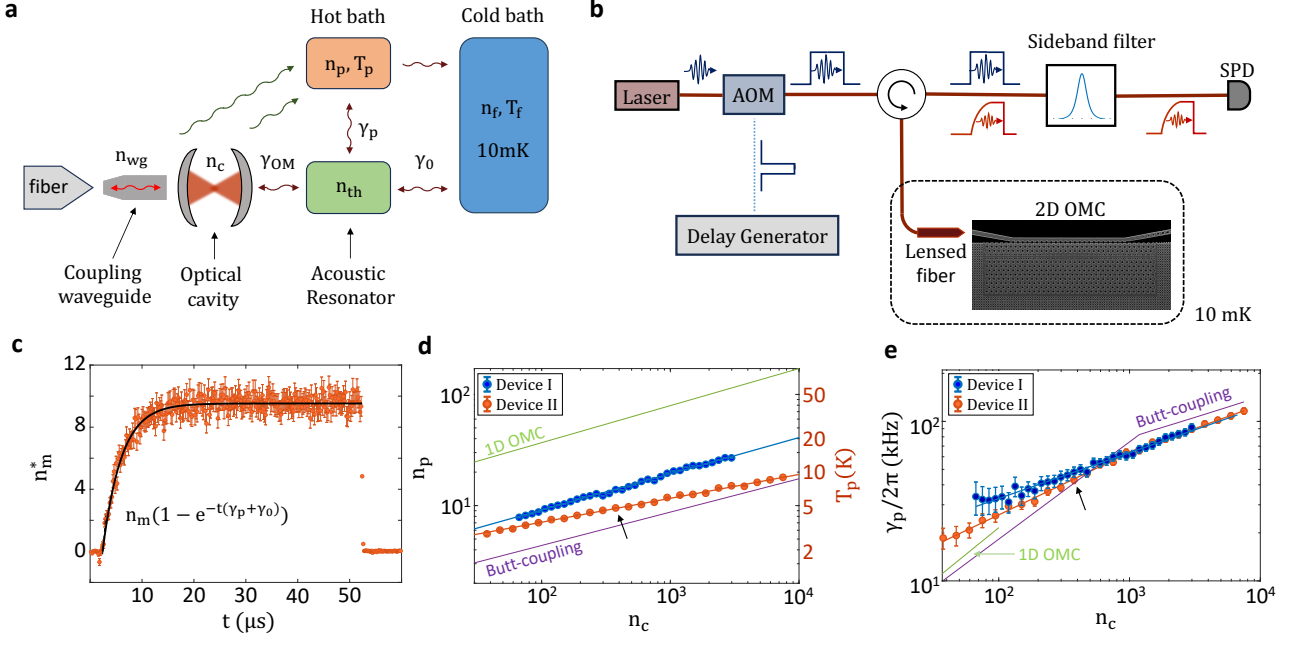 a
Hot bath
Cold bath
n_p, T_p
n_f, T_f
10mK
γ_p
n_wg
n_c
γ_OM
γ_0
fiber
n_th
Coupling
waveguide
Optical
cavity
Acoustic
Resonator
b
Sideband filter
SPD
Laser
AOM
Delay Generator
2D OMC
Lensed
fiber
10 mK
c
n*_m
12
8
4
0
n_m(1 − e^-t(γ_p+γ_0))
10
20
30
40
50
t (μs)
d
Device I
Device II
1D OMC
Butt-coupling
n_p
10^2
10^1
T_p(K)
50
20
10
5
2
10^2
10^3
10^4
n_c
e
Device I
Device II
Butt-coupling
1D OMC
γ_p/2π (kHz)
10^2
10^1
10^2
10^3
10^4
n_c